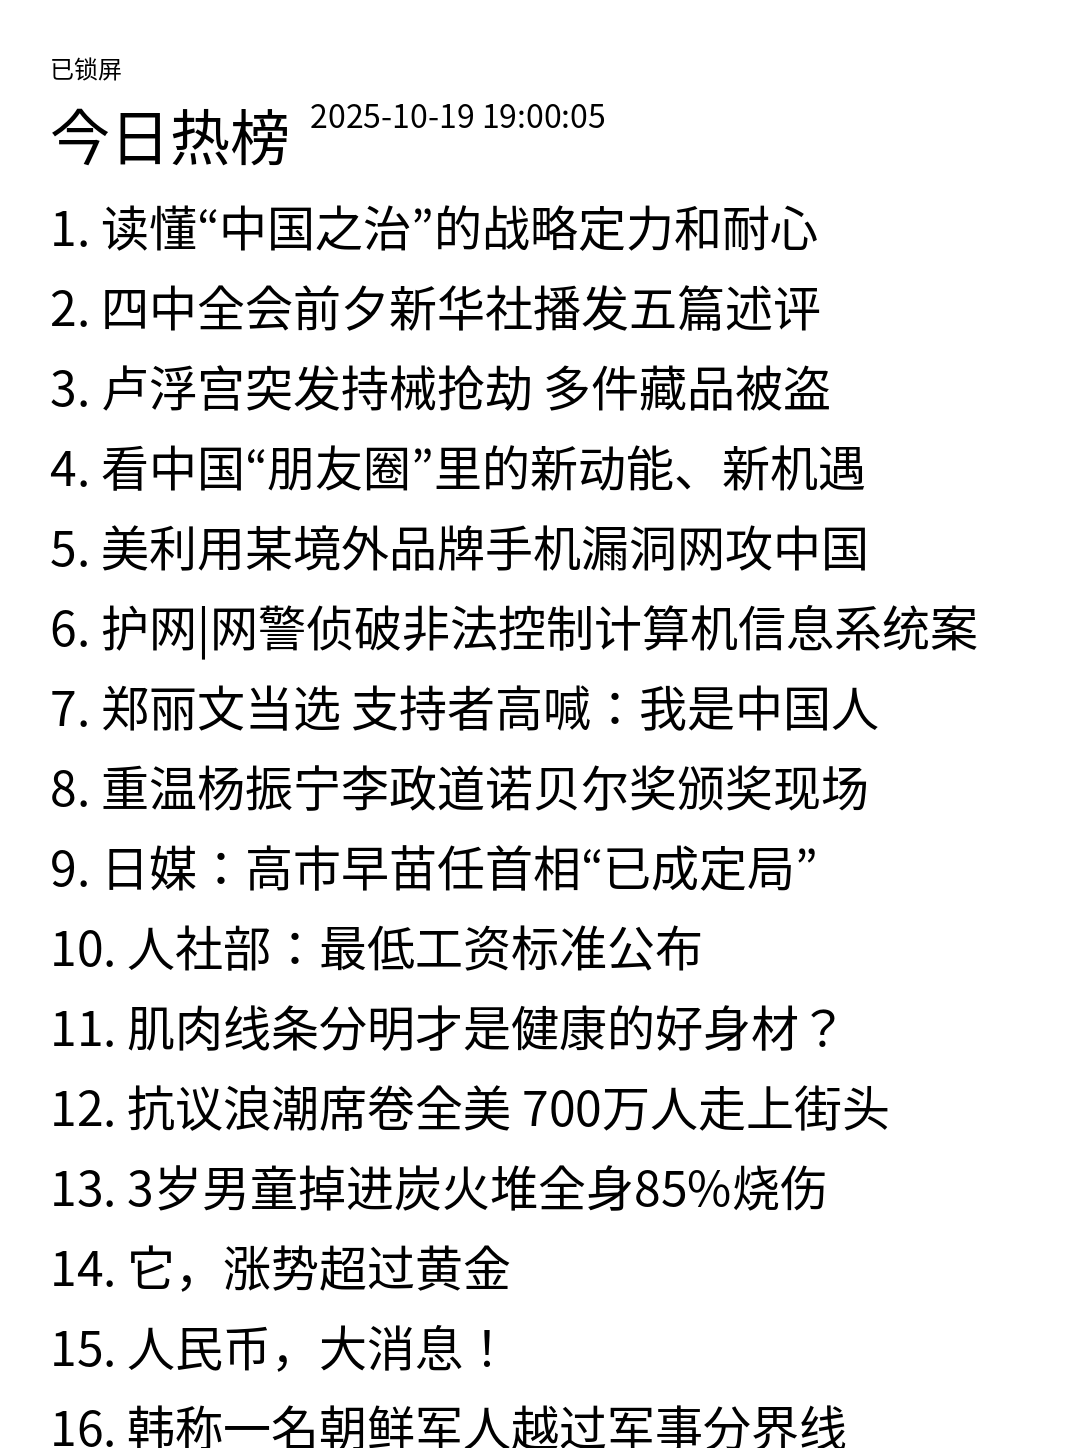 已锁屏
今日热榜 2025-10-19 19:00:05
1. 读懂“中国之治”的战略定力和耐心
2. 四中全会前夕新华社播发五篇述评
3. 卢浮宫突发持械抢劫 多件藏品被盗
4. 看中国“朋友圈”里的新动能、新机遇
5. 美利用某境外品牌手机漏洞网攻中国
6. 护网|网警侦破非法控制计算机信息系统案
7. 郑丽文当选 支持者高喊：我是中国人
8. 重温杨振宁李政道诺贝尔奖颁奖现场
9. 日媒：高市早苗任首相“已成定局”
10. 人社部：最低工资标准公布
11. 肌肉线条分明才是健康的好身材？
12. 抗议浪潮席卷全美 700万人走上街头
13. 3岁男童掉进炭火堆全身85%烧伤
14. 它，涨势超过黄金
15. 人民币，大消息！
16. 韩称一名朝鲜军人越过军事分界线